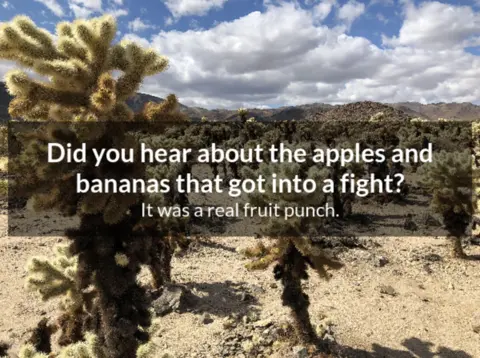 Did you hear about the apples and
bananas that got into a fight?
It was a real fruit punch.